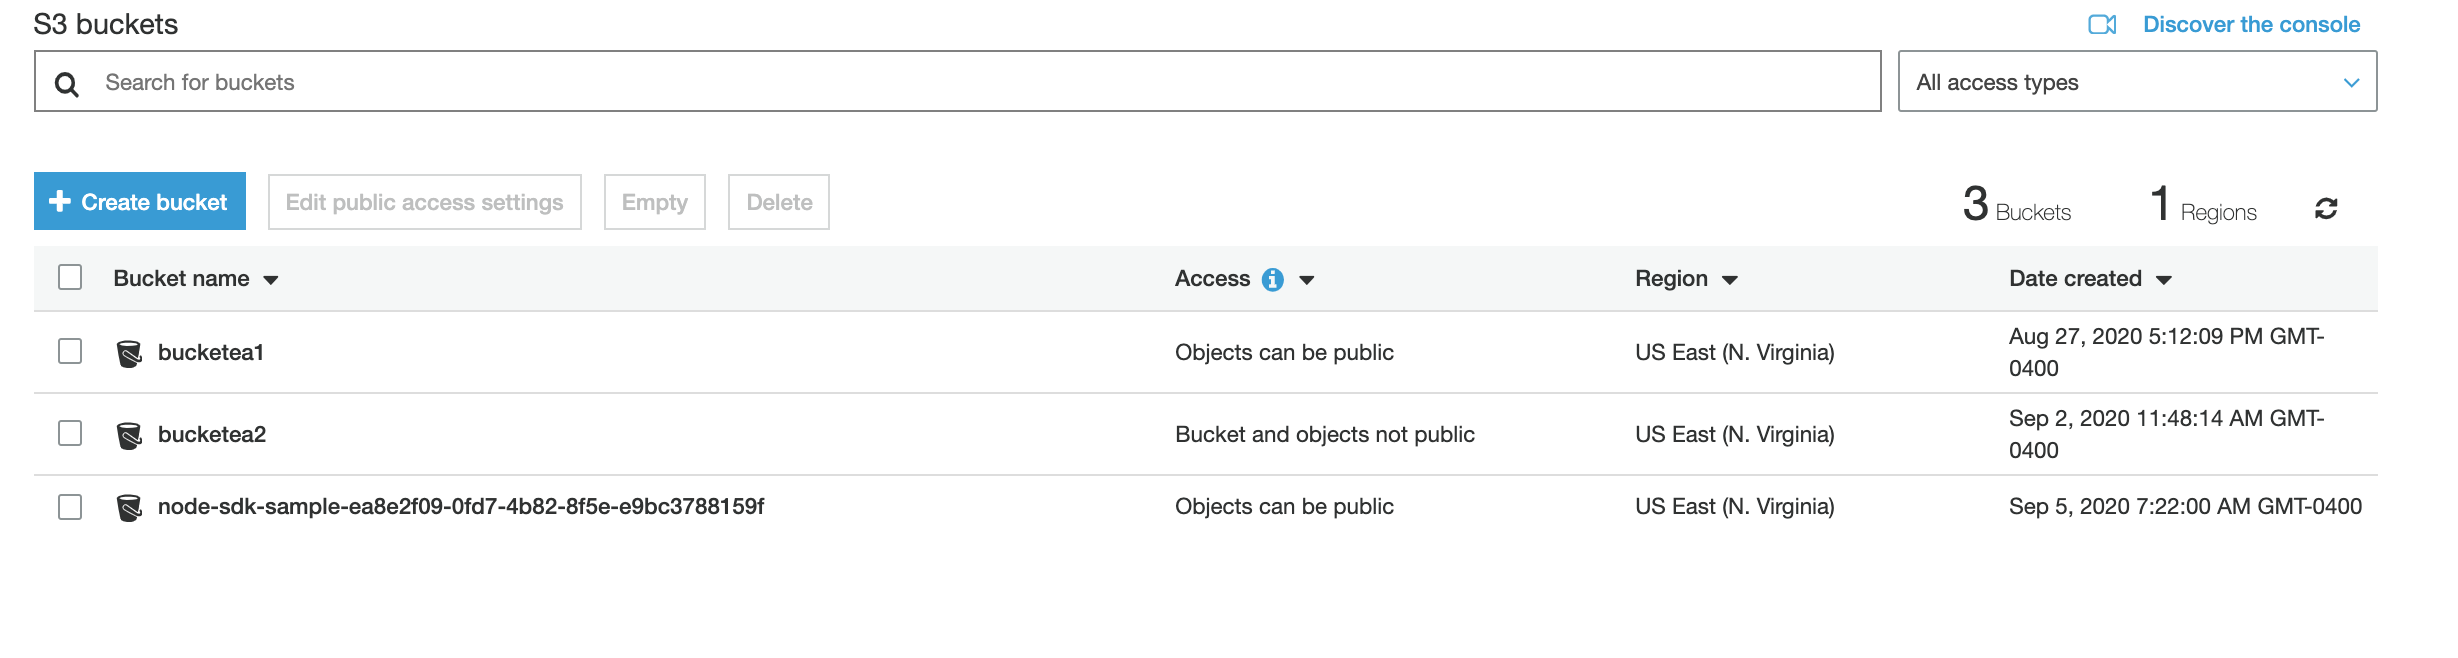 S3 buckets
Discover the console
Search for buckets
All access types
Create bucket
Edit public access settings
Empty
Delete
3 Buckets
1 Regions
Bucket name
Access
Region
Date created
bucketea1
Objects can be public
US East (N. Virginia)
Aug 27, 2020 5:12:09 PM GMT-
0400
bucketea2
Bucket and objects not public
US East (N. Virginia)
Sep 2, 2020 11:48:14 AM GMT-
0400
node-sdk-sample-ea8e2f09-0fd7-4b82-8f5e-e9bc3788159f
Objects can be public
US East (N. Virginia)
Sep 5, 2020 7:22:00 AM GMT-0400